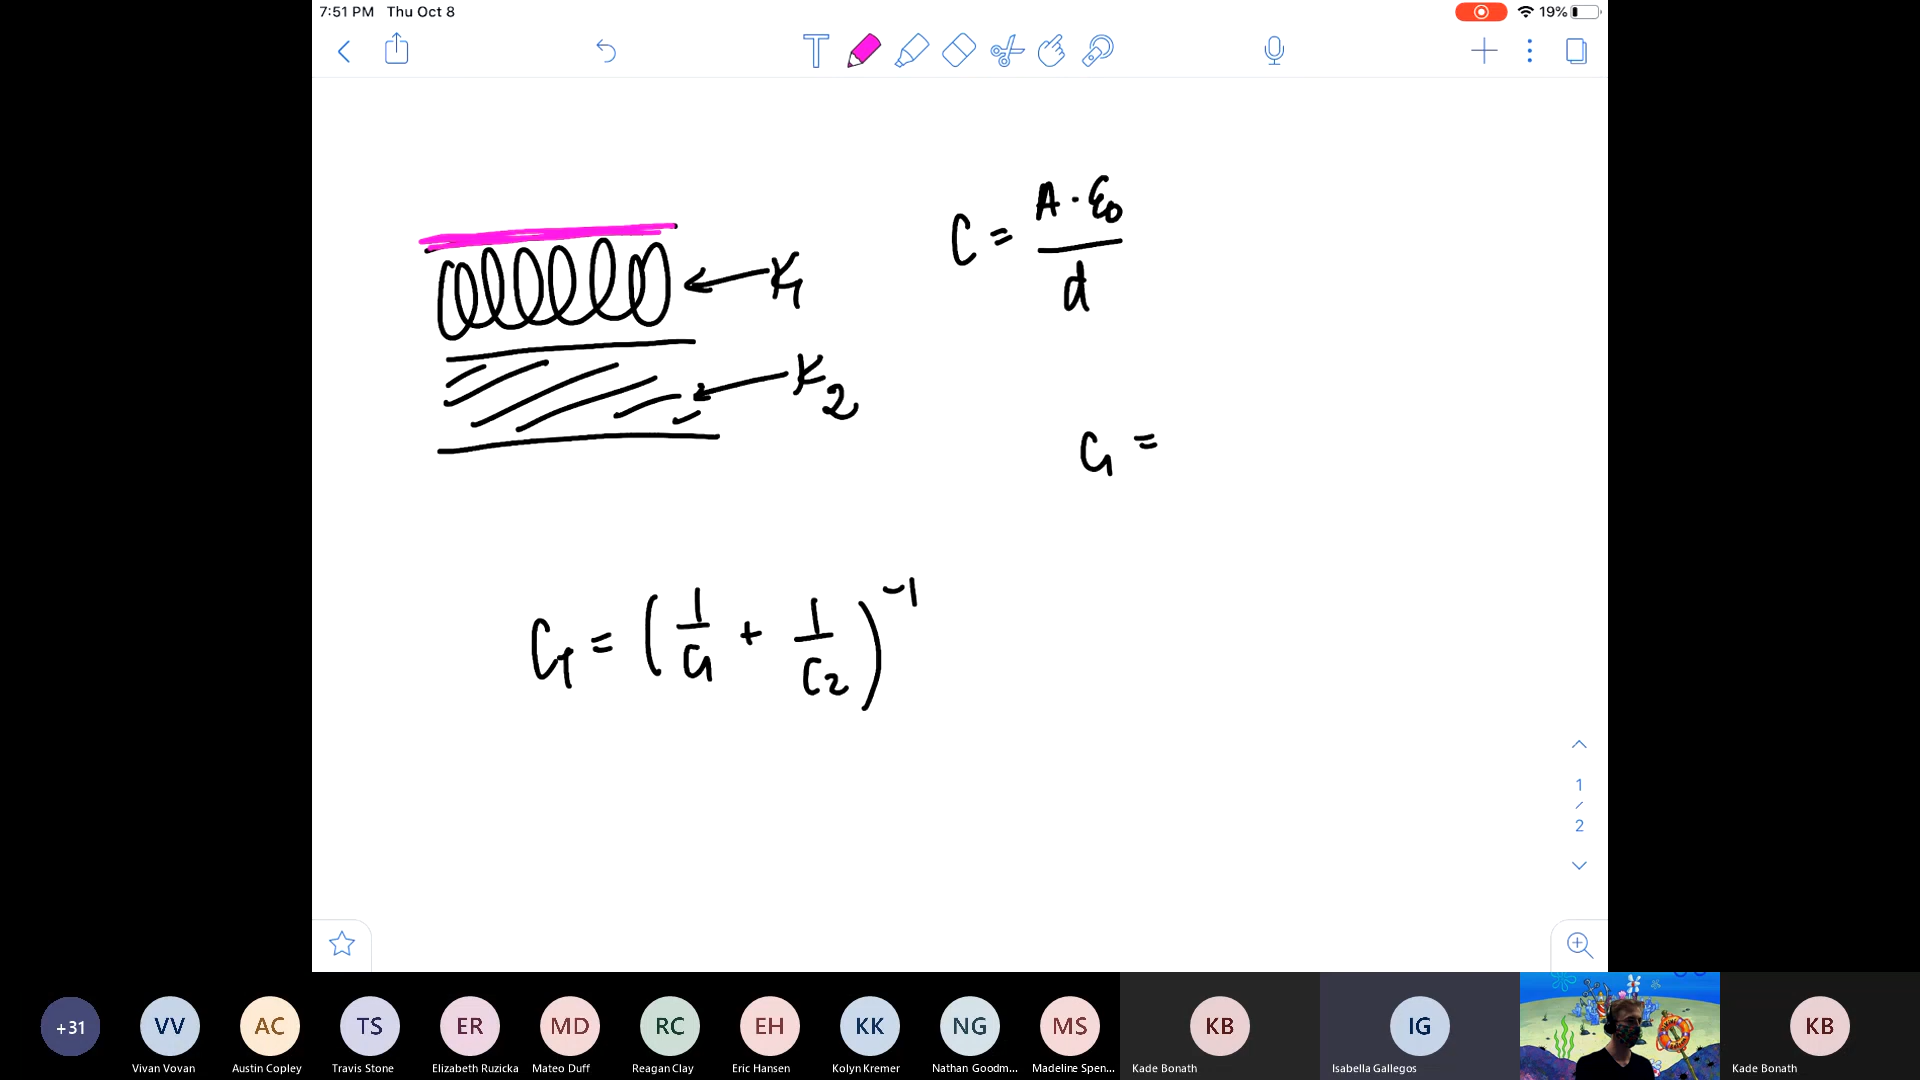 7:51 PM Thu Oct 8
19%
T
C = A · ε0
d
K1
K2
C1 =
CT = ( 1 + 1 )⁻¹
C1 C2
1
/
2
+31
VV
AC
TS
ER
MD
RC
EH
KK
NG
MS
KB
IG
KB
Vivan Vovan
Austin Copley
Travis Stone
Elizabeth Ruzicka
Mateo Duff
Reagan Clay
Eric Hansen
Kolyn Kremer
Nathan Goodm...
Madeline Spen...
Kade Bonath
Isabella Gallegos
Kade Bonath